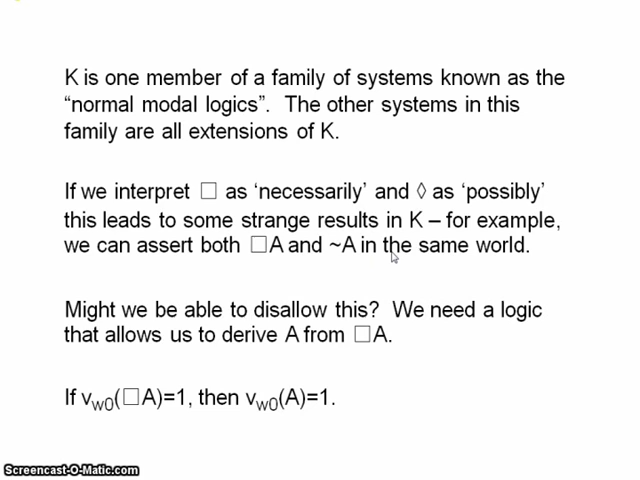 K is one member of a family of systems known as the
“normal modal logics”. The other systems in this
family are all extensions of K.
If we interpret □ as ‘necessarily’ and ◊ as ‘possibly’
this leads to some strange results in K – for example,
we can assert both □A and ~A in the same world.
Might we be able to disallow this? We need a logic
that allows us to derive A from □A.
If v_w0(□A)=1, then v_w0(A)=1.
Screencast-O-Matic.com